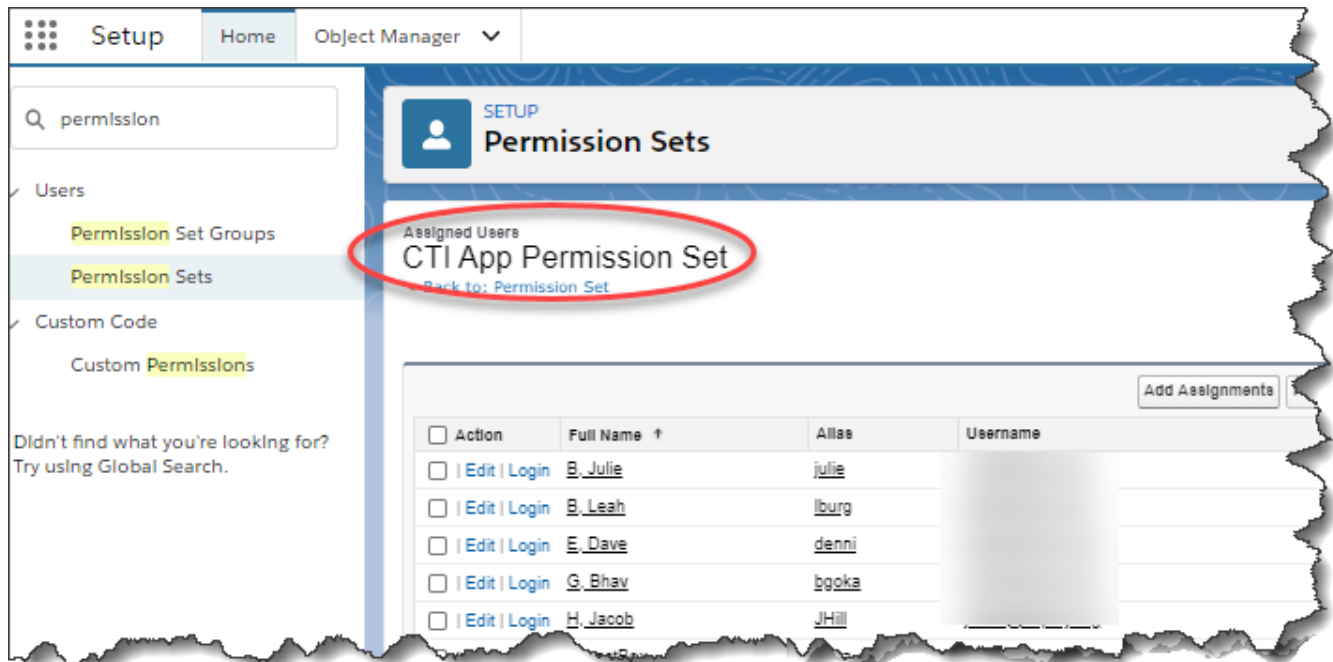 Setup Home Object Manager
permission
SETUP
Permission Sets
Users
Permission Set Groups
Permission Sets
Custom Code
Custom Permissions
Didn't find what you're looking for?
Try using Global Search.
Assigned Users
CTI App Permission Set
Back to: Permission Set
Add Assignments
Action Full Name ↑ Alias Username
| Edit | Login B, Julie julie
| Edit | Login B, Leah lburg
| Edit | Login E, Dave denni
| Edit | Login G, Bhav bgoka
| Edit | Login H, Jacob JHill